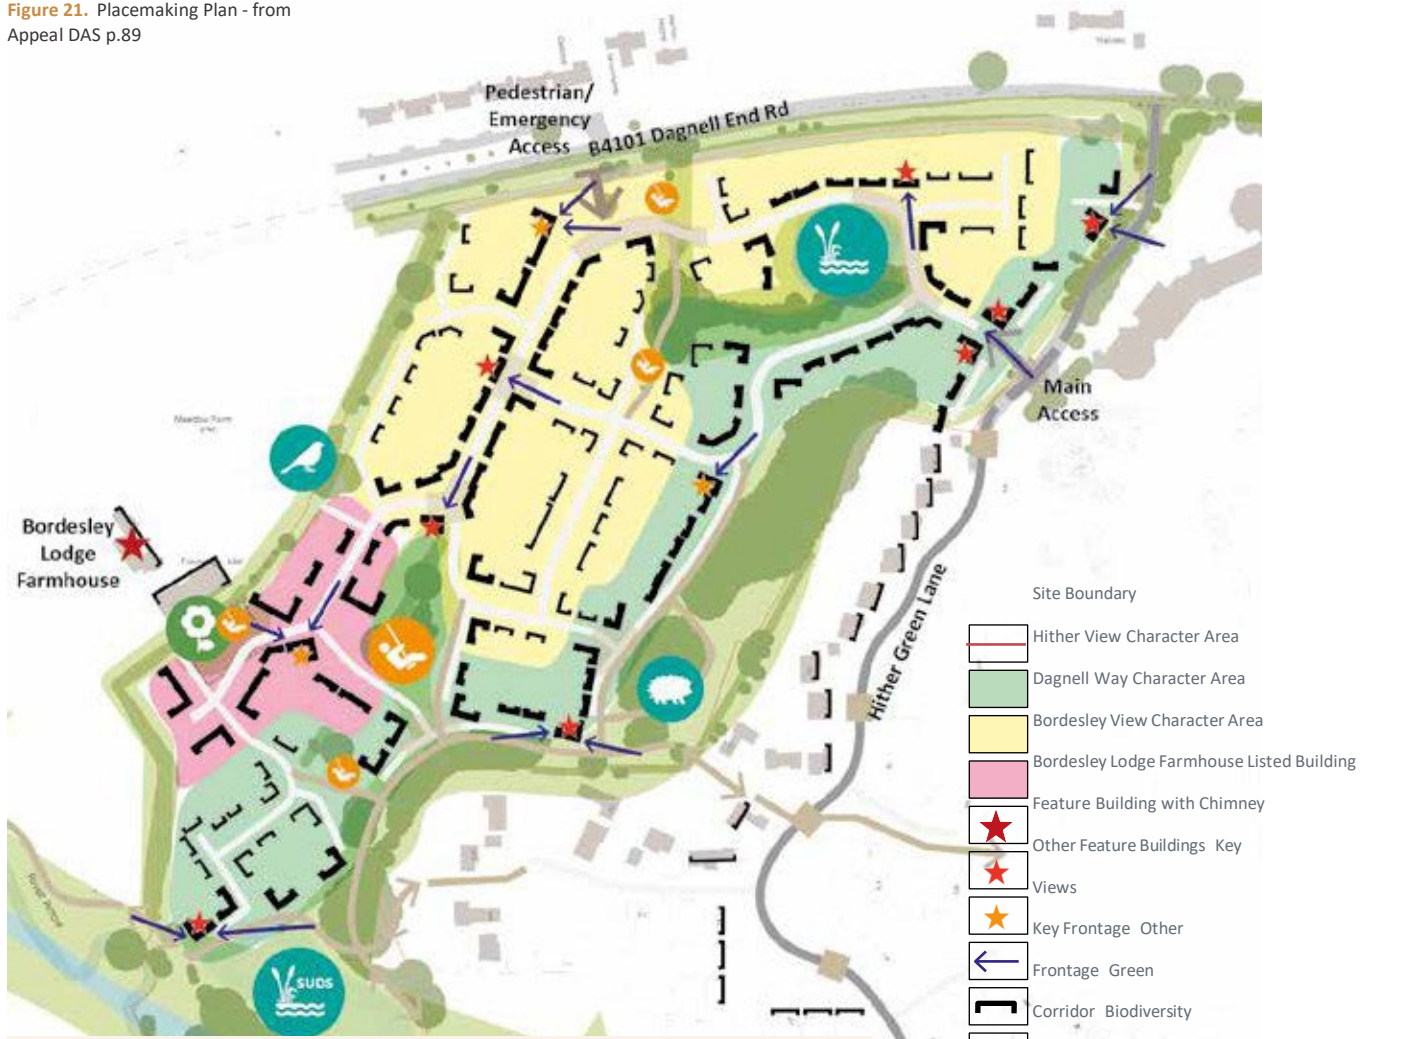 Figure 21. Placemaking Plan - from
Appeal DAS p.89
Pedestrian/
Emergency
Access
B4101 Dagnell End Rd
Main
Access
Bordesley
Lodge
Farmhouse
Hither Green Lane
SUDS
Site Boundary
Hither View Character Area
Dagnell Way Character Area
Bordesley View Character Area
Bordesley Lodge Farmhouse Listed Building
Feature Building with Chimney
Other Feature Buildings Key
Views
Key Frontage Other
Frontage Green
Corridor Biodiversity